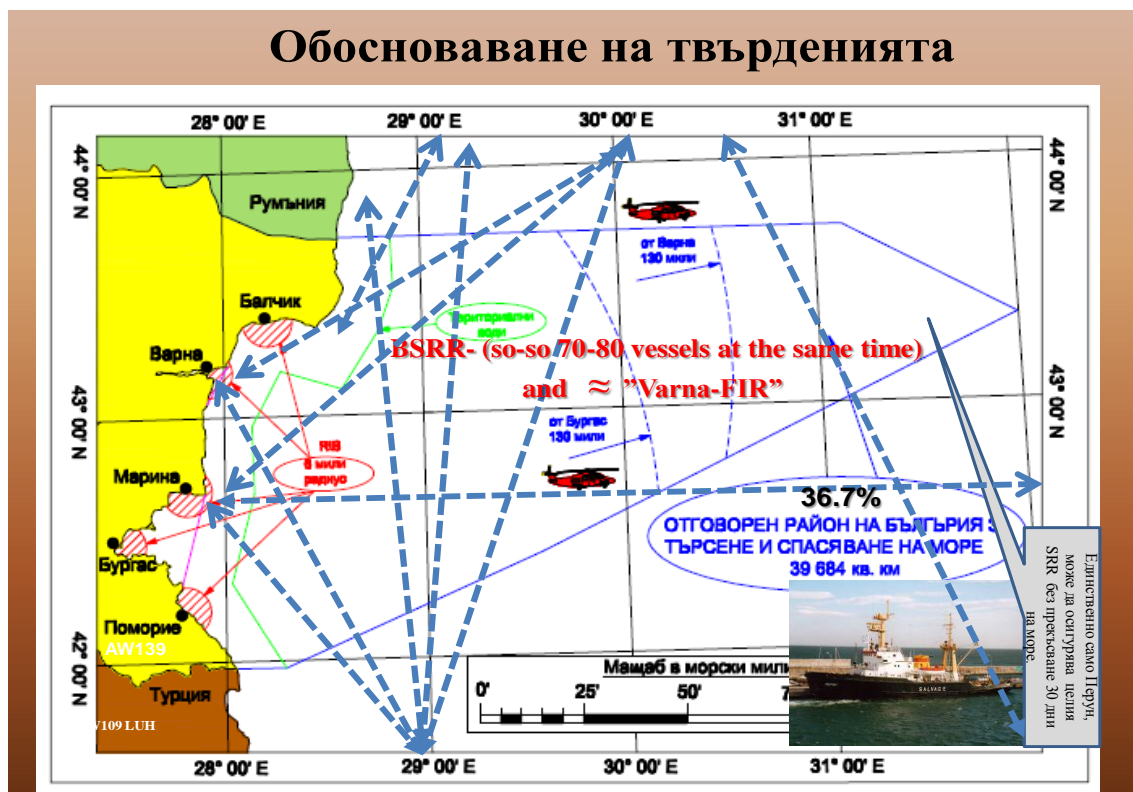 Обосноваване на твърденията
28° 00' E
29° 00' E
30° 00' E
31° 00' E
44° 00' N
44° 00' N
Румъния
от Варна
130 мили
Балчик
Териториални
води
BSRR- (so-so 70-80 vessels at the same time)
and ≈ ”Varna-FIR”
Варна
43° 00' N
43° 00' N
от Бургас
130 мили
RIB
мили
радиус
Марина
36.7%
ОТГОВОРЕН РАЙОН НА БЪЛГЪРИЯ З
ТЪРСЕНЕ И СПАСЯВАНЕ НА МОРЕ
39 684 кв. км
Бургас
Единственно само Перун,
може да осигурява целия
SRR без прекъсване 30 дни
на море.
Поморие
AW139
42° 00' N
Мащаб в морски мили
0'
25'
50'
7
SALVAGE
Турция
109 LUH
28° 00' E
29° 00' E
30° 00' E
31° 00' E